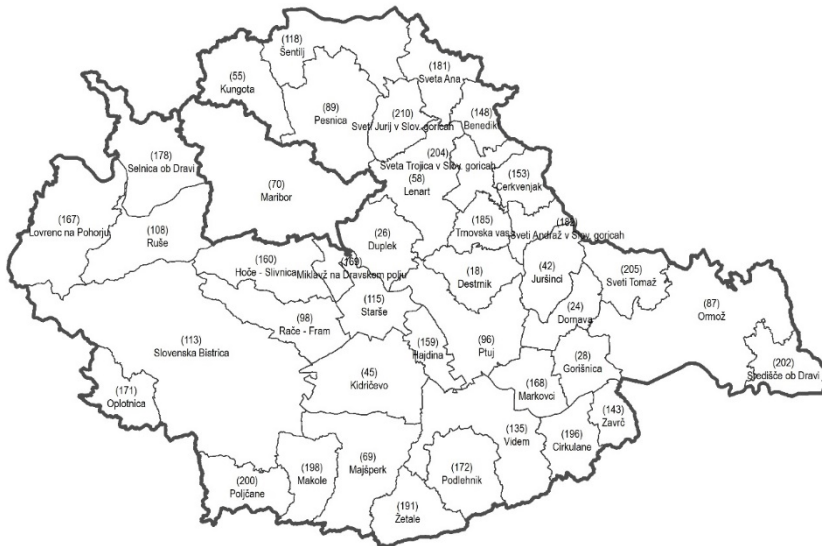 (118)
Šentilj
(181)
Sveta Ana
(55)
Kungota
(89)
Pesnica
(210)
Sveti Jurij v Slov. goricah
(148)
Benedikt
(204)
Sveta Trojica v Slov. goricah
(178)
Selnica ob Dravi
(70)
Maribor
(58)
Lenart
(153)
Cerkvenjak
(167)
Lovrenc na Pohorju
(108)
Ruše
(26)
Duplek
(185)
Trnovska vas
(182)
Sveti Andraž v Slov. goricah
(160)
Hoče - Slivnica
(169)
Miklavž na Dravskem polju
(18)
Destrnik
(42)
Juršinci
(205)
Sveti Tomaž
(87)
Ormož
(115)
Starše
(24)
Dornava
(98)
Rače - Fram
(113)
Slovenska Bistrica
(159)
Hajdina
(96)
Ptuj
(28)
Gorišnica
(202)
Središče ob Dravi
(171)
Oplotnica
(45)
Kidričevo
(168)
Markovci
(143)
Zavrč
(135)
Videm
(196)
Cirkulane
(200)
Poljčane
(198)
Makole
(69)
Majšperk
(172)
Podlehnik
(191)
Žetale